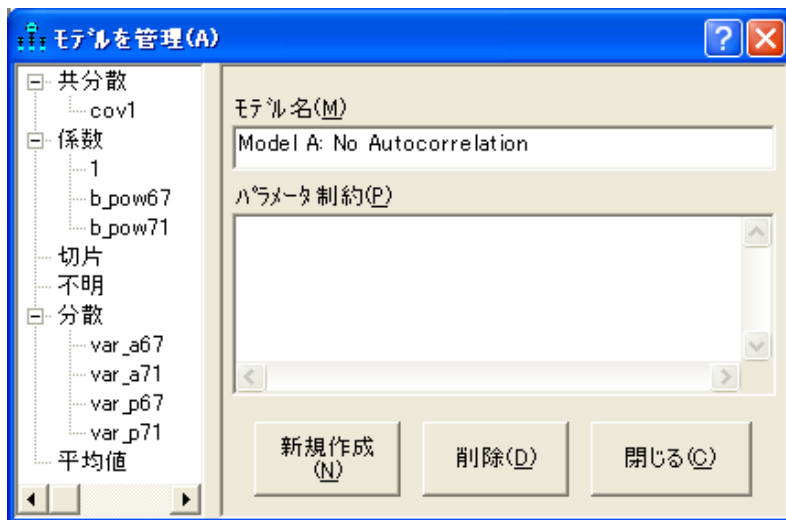 モデルを管理(A)
共分散
cov1
係数
1
b_pow67
b_pow71
切片
不明
分散
var_a67
var_a71
var_p67
var_p71
平均値
モデル名(M)
Model A: No Autocorrelation
パラメータ制約(P)
新規作成
(N)
削除(D)
閉じる(C)